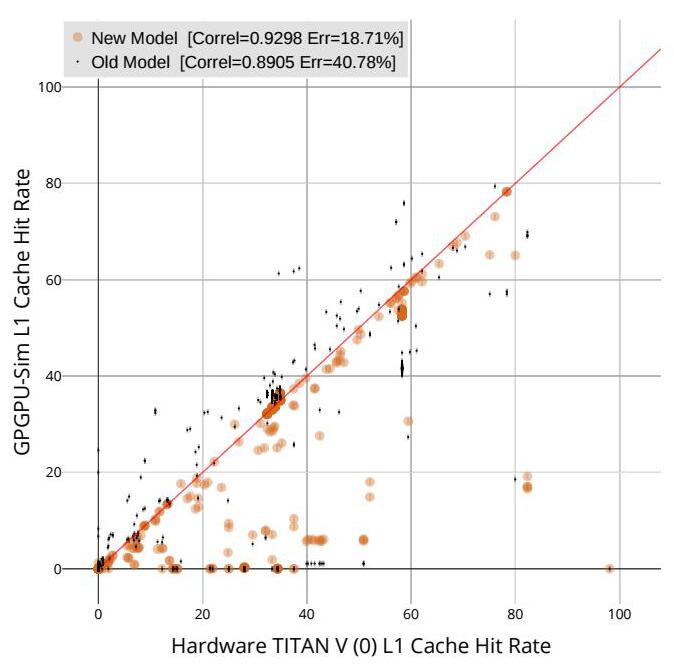 New Model [Correl=0.9298 Err=18.71%]
Old Model [Correl=0.8905 Err=40.78%]
GPGPU-Sim L1 Cache Hit Rate
100
80
60
40
20
0
0 20 40 60 80 100
Hardware TITAN V (0) L1 Cache Hit Rate